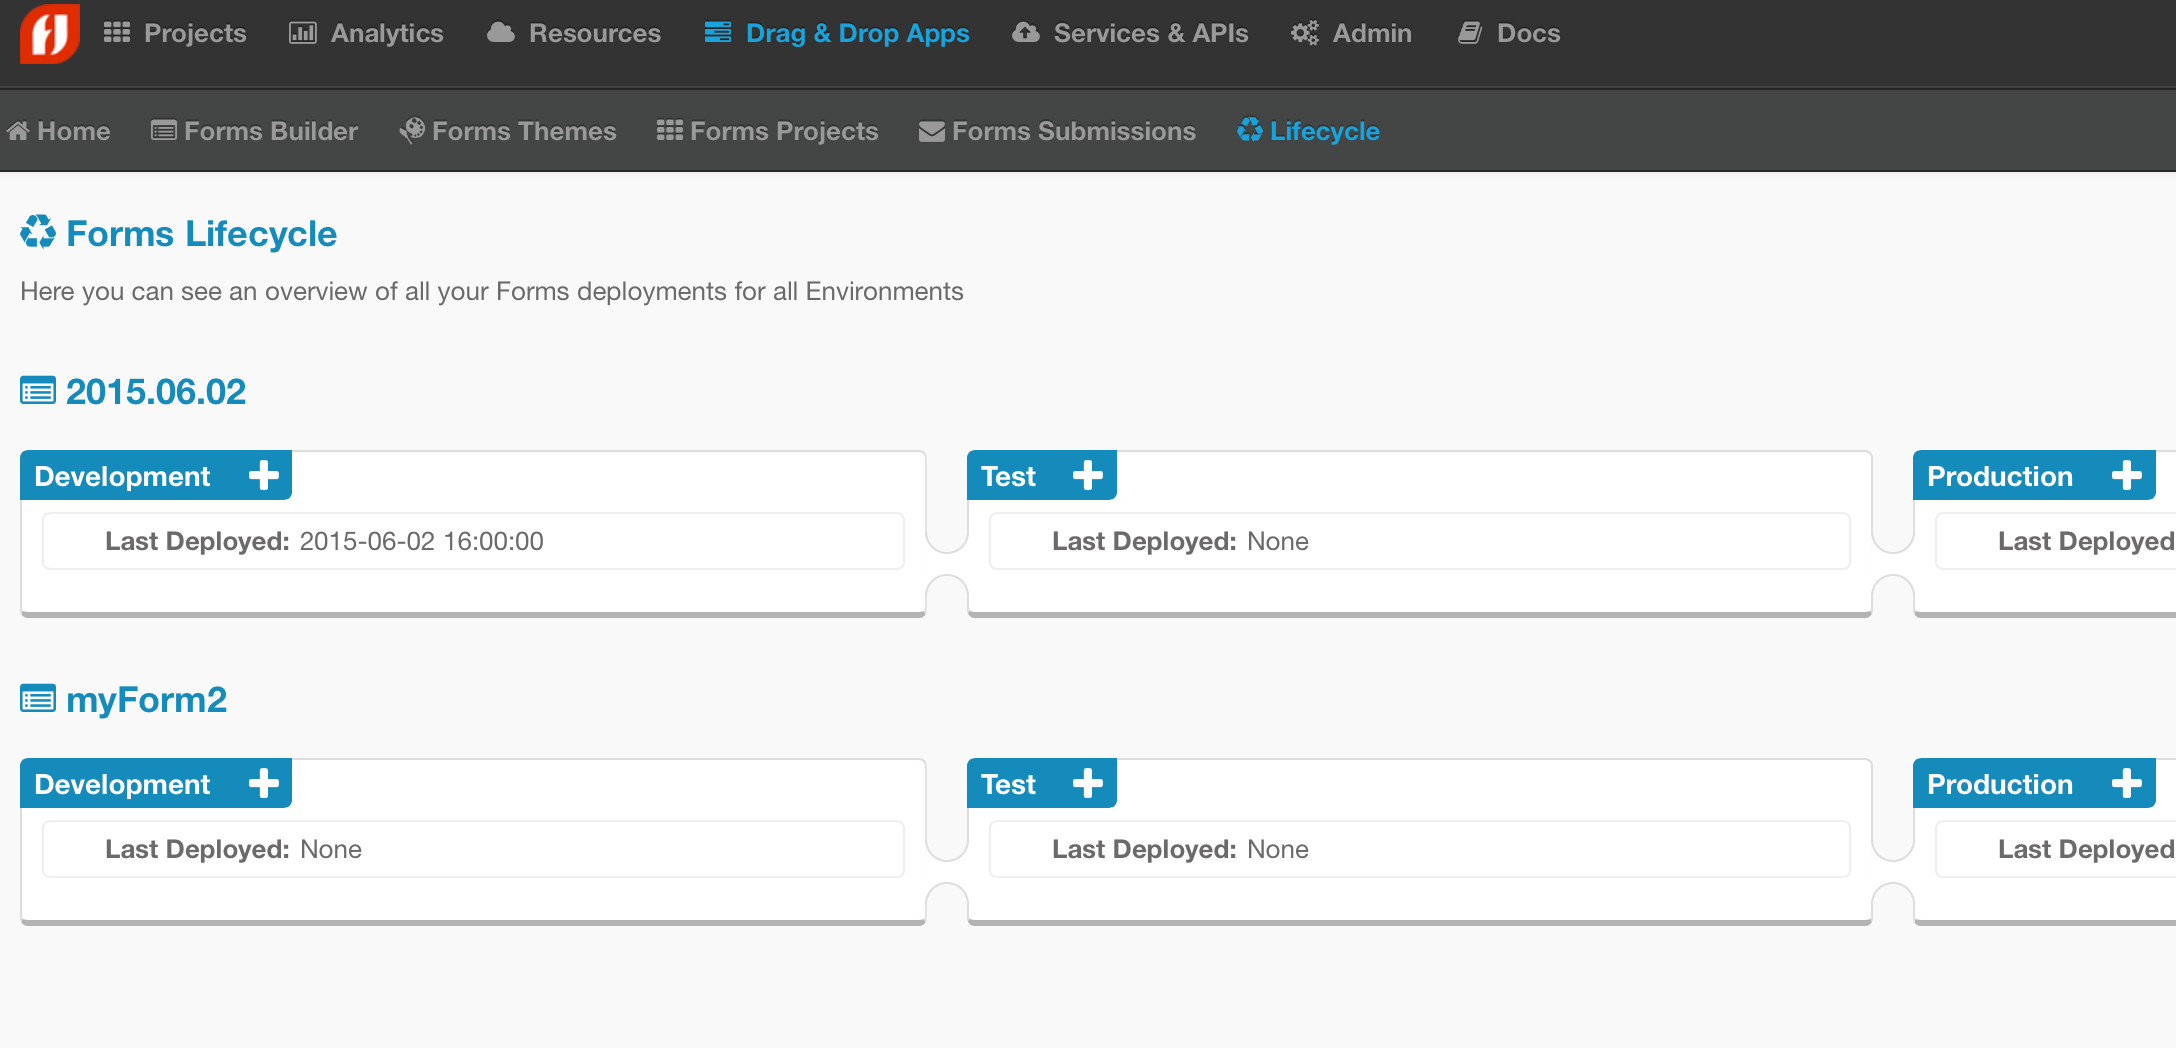 Projects Analytics Resources Drag & Drop Apps Services & APIs Admin Docs
Home Forms Builder Forms Themes Forms Projects Forms Submissions Lifecycle
Forms Lifecycle
Here you can see an overview of all your Forms deployments for all Environments
2015.06.02
Development Test Production
Last Deployed: 2015-06-02 16:00:00 Last Deployed: None Last Deployed
myForm2
Development Test Production
Last Deployed: None Last Deployed: None Last Deployed